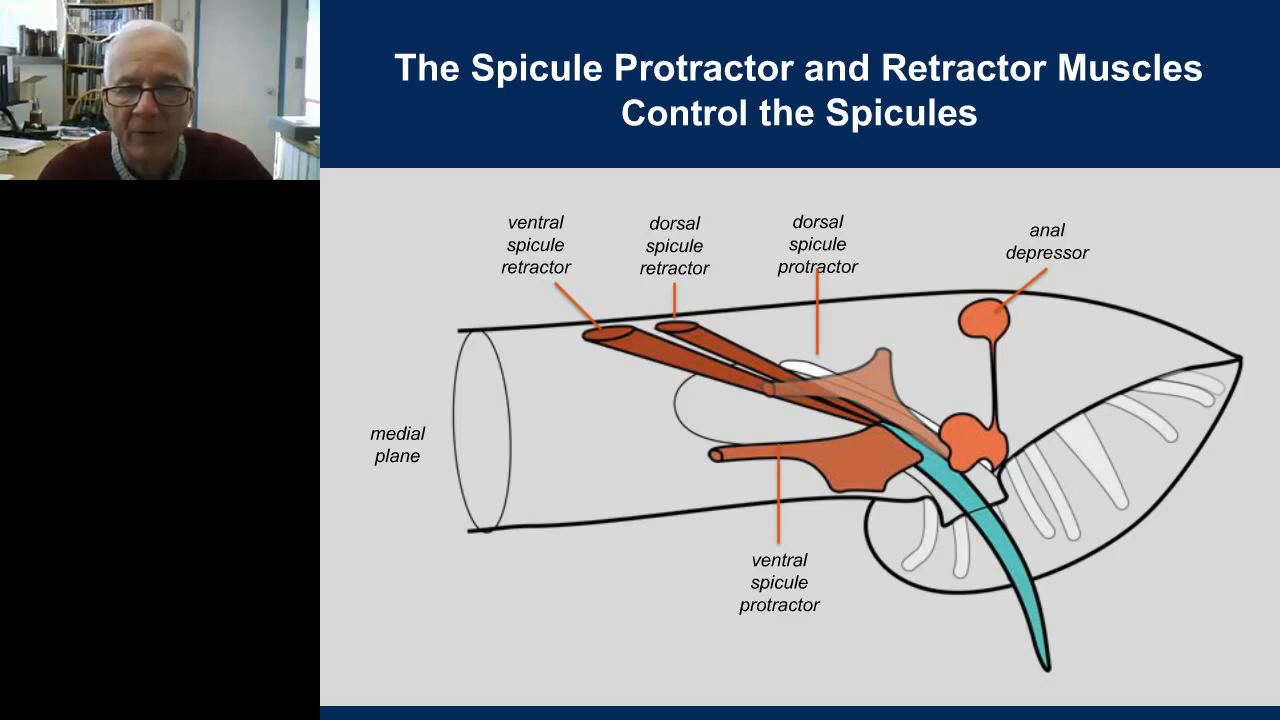 The Spicule Protractor and Retractor Muscles
Control the Spicules
ventral
spicule
retractor
dorsal
spicule
retractor
dorsal
spicule
protractor
anal
depressor
medial
plane
ventral
spicule
protractor